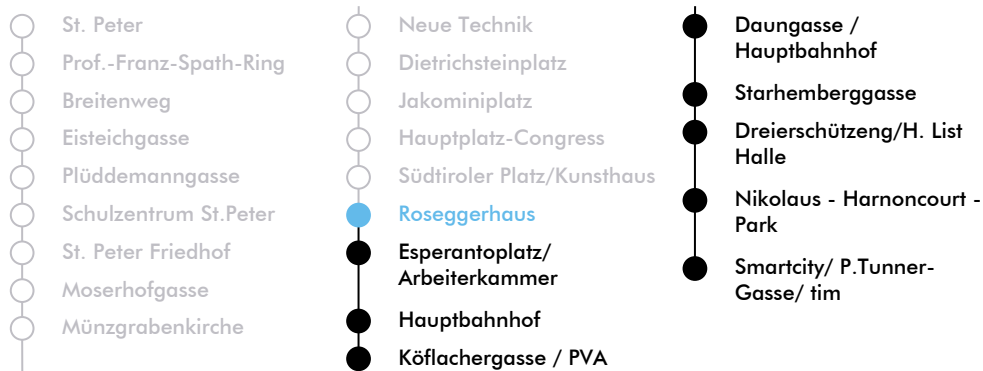 St. Peter
Prof.-Franz-Spath-Ring
Breitenweg
Eisteichgasse
Plüddemanngasse
Schulzentrum St.Peter
St. Peter Friedhof
Moserhofgasse
Münzgrabenkirche
Neue Technik
Dietrichsteinplatz
Jakominiplatz
Hauptplatz-Congress
Südtiroler Platz/Kunsthaus
Roseggerhaus
Esperantoplatz/
Arbeiterkammer
Hauptbahnhof
Köflachergasse / PVA
Daungasse /
Hauptbahnhof
Starhemberggasse
Dreierschützeng/H. List
Halle
Nikolaus - Harnoncourt -
Park
Smartcity/ P.Tunner-
Gasse/ tim